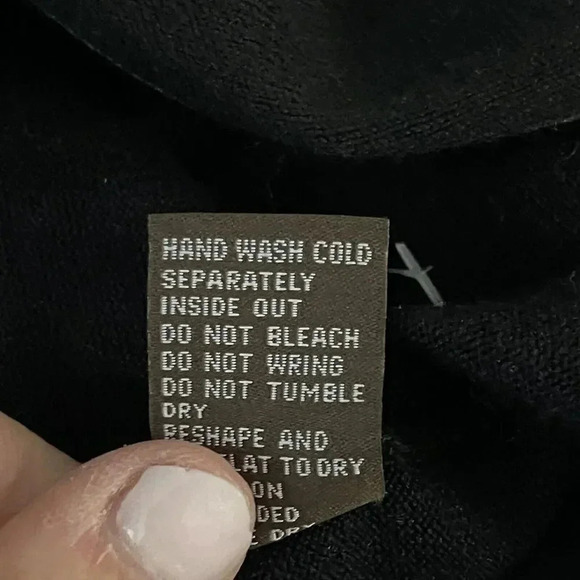 HAND WASH COLD
SEPARATELY
INSIDE OUT
DO NOT BLEACH
DO NOT WRING
DO NOT TUMBLE
DRY
RESHAPE AND
LAT TO DRY
ON
DED